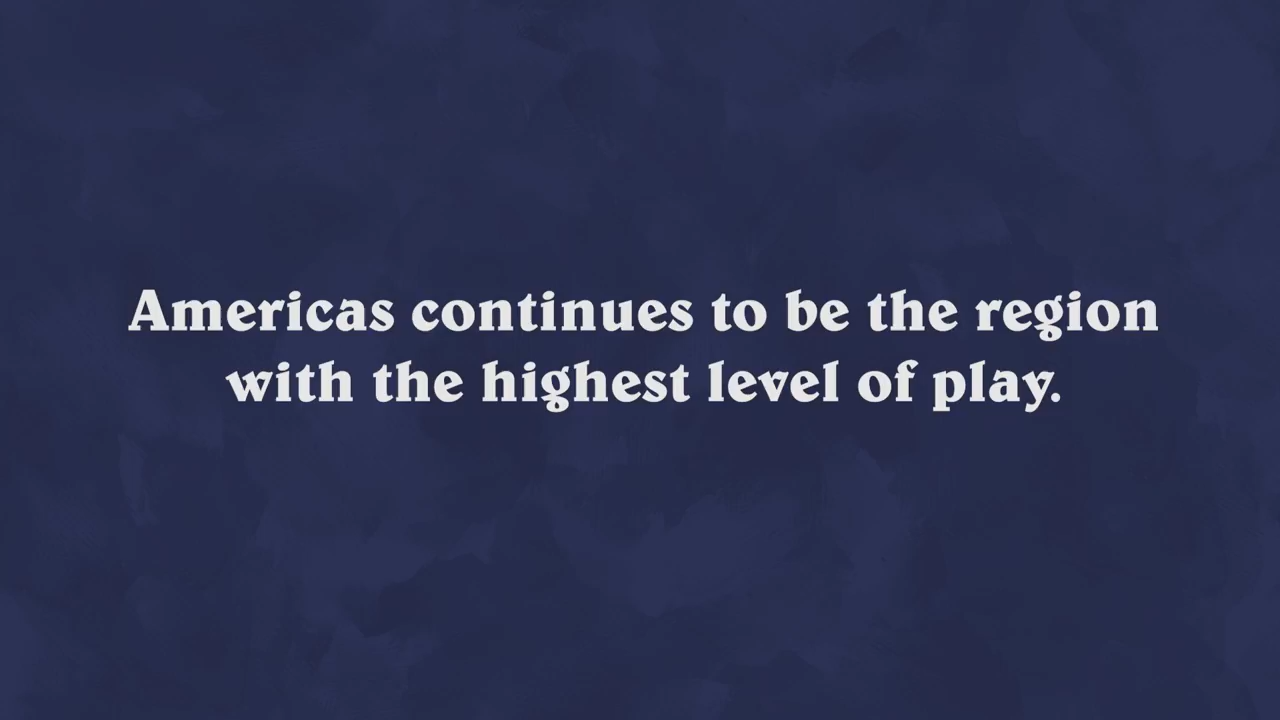 Americas continues to be the region
with the highest level of play.